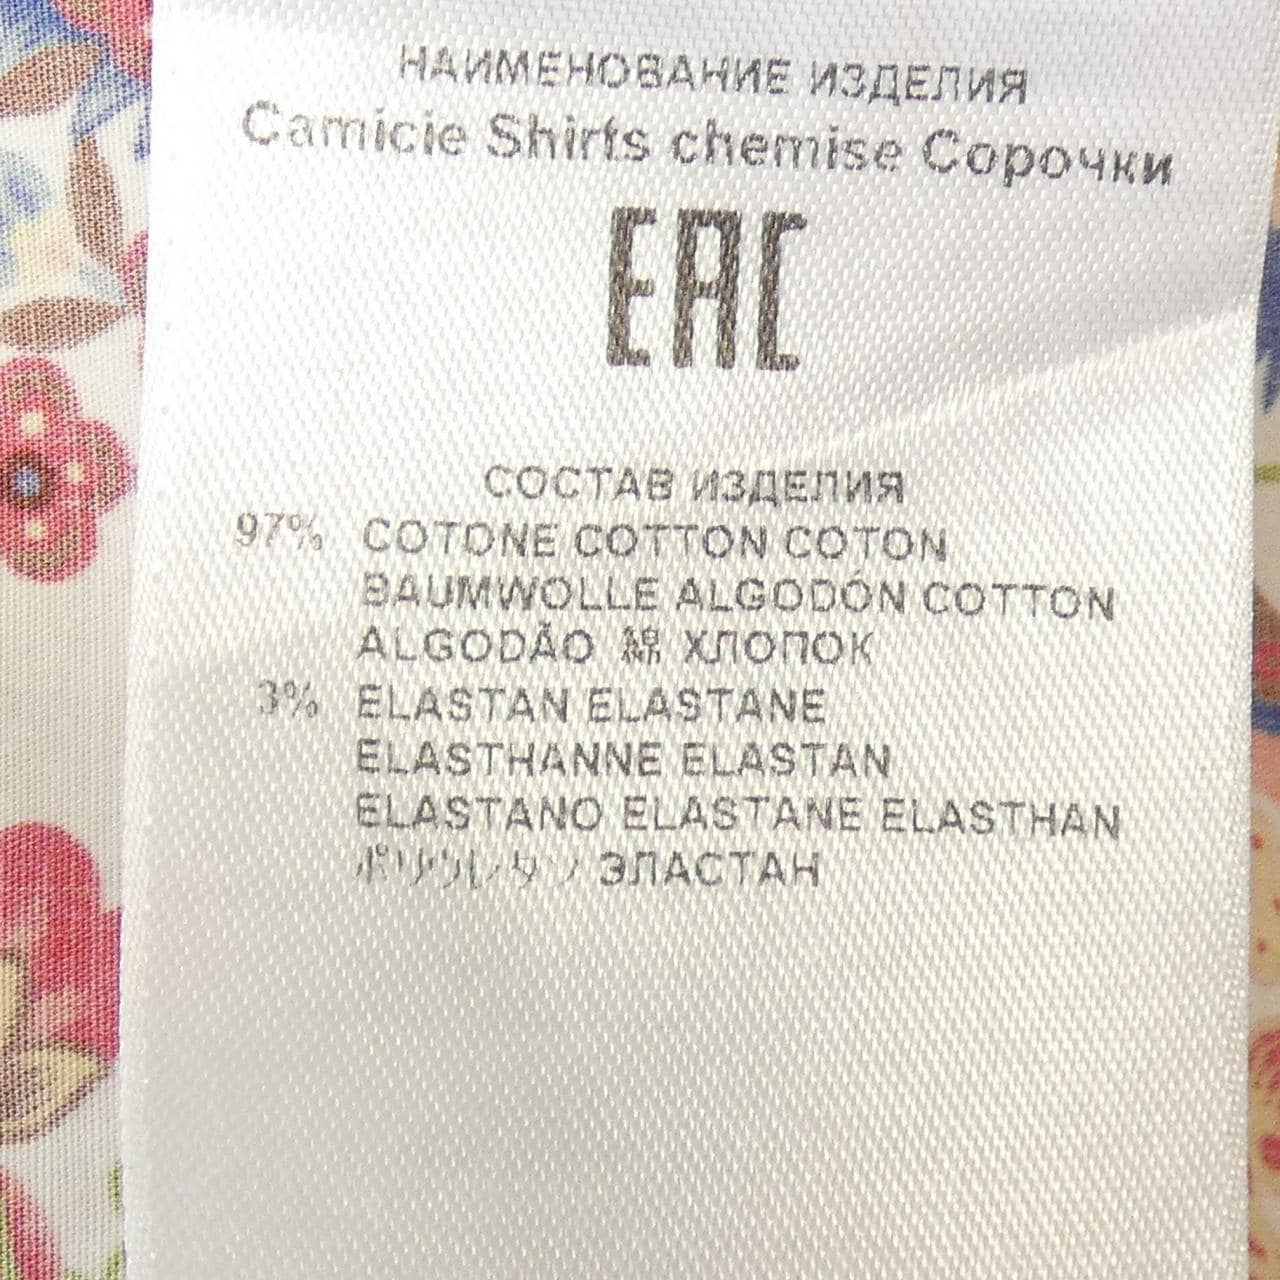 НАИМЕНОВАНИЕ ИЗДЕЛИЯ
Camicie Shirts chemise Сорочки
EAC
СОСТАВ ИЗДЕЛИЯ
97% COTONE COTTON COTON
BAUMWOLLE ALGODÓN COTTON
ALGODÃO 綿 ХЛОПОК
3% ELASTAN ELASTANE
ELASTHANNE ELASTAN
ELASTANO ELASTANE ELASTHAN
ポリウレタン ЭЛАСТАН